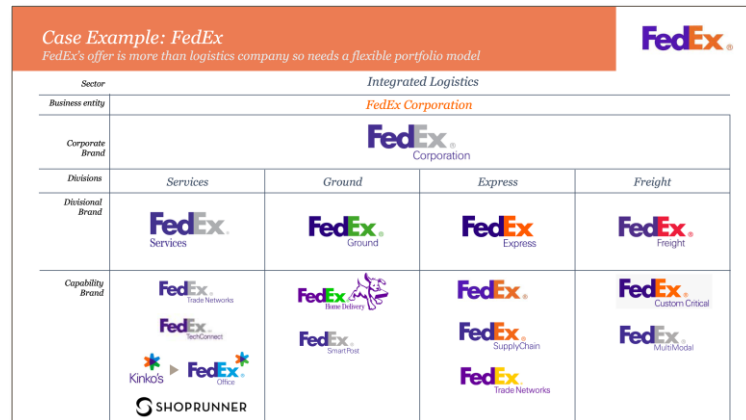 Case Example: FedEx
FedEx's offer is more than logistics company so needs a flexible portfolio model
FedEx®
Sector
Integrated Logistics
Business entity
FedEx Corporation
Corporate
Brand
FedEx®
Corporation
Divisions
Services
Ground
Express
Freight
Divisional
Brand
FedEx®
Services
FedEx®
Ground
FedEx®
Express
FedEx®
Freight
Capability
Brand
FedEx®
Trade Networks
FedEx®
TechConnect
Kinko's
FedEx
Office
SHOPRUNNER
FedEx
Home Delivery
FedEx®
SmartPost
FedEx®
FedEx®
SupplyChain
FedEx®
Trade Networks
FedEx®
Custom Critical
FedEx®
MultiModal